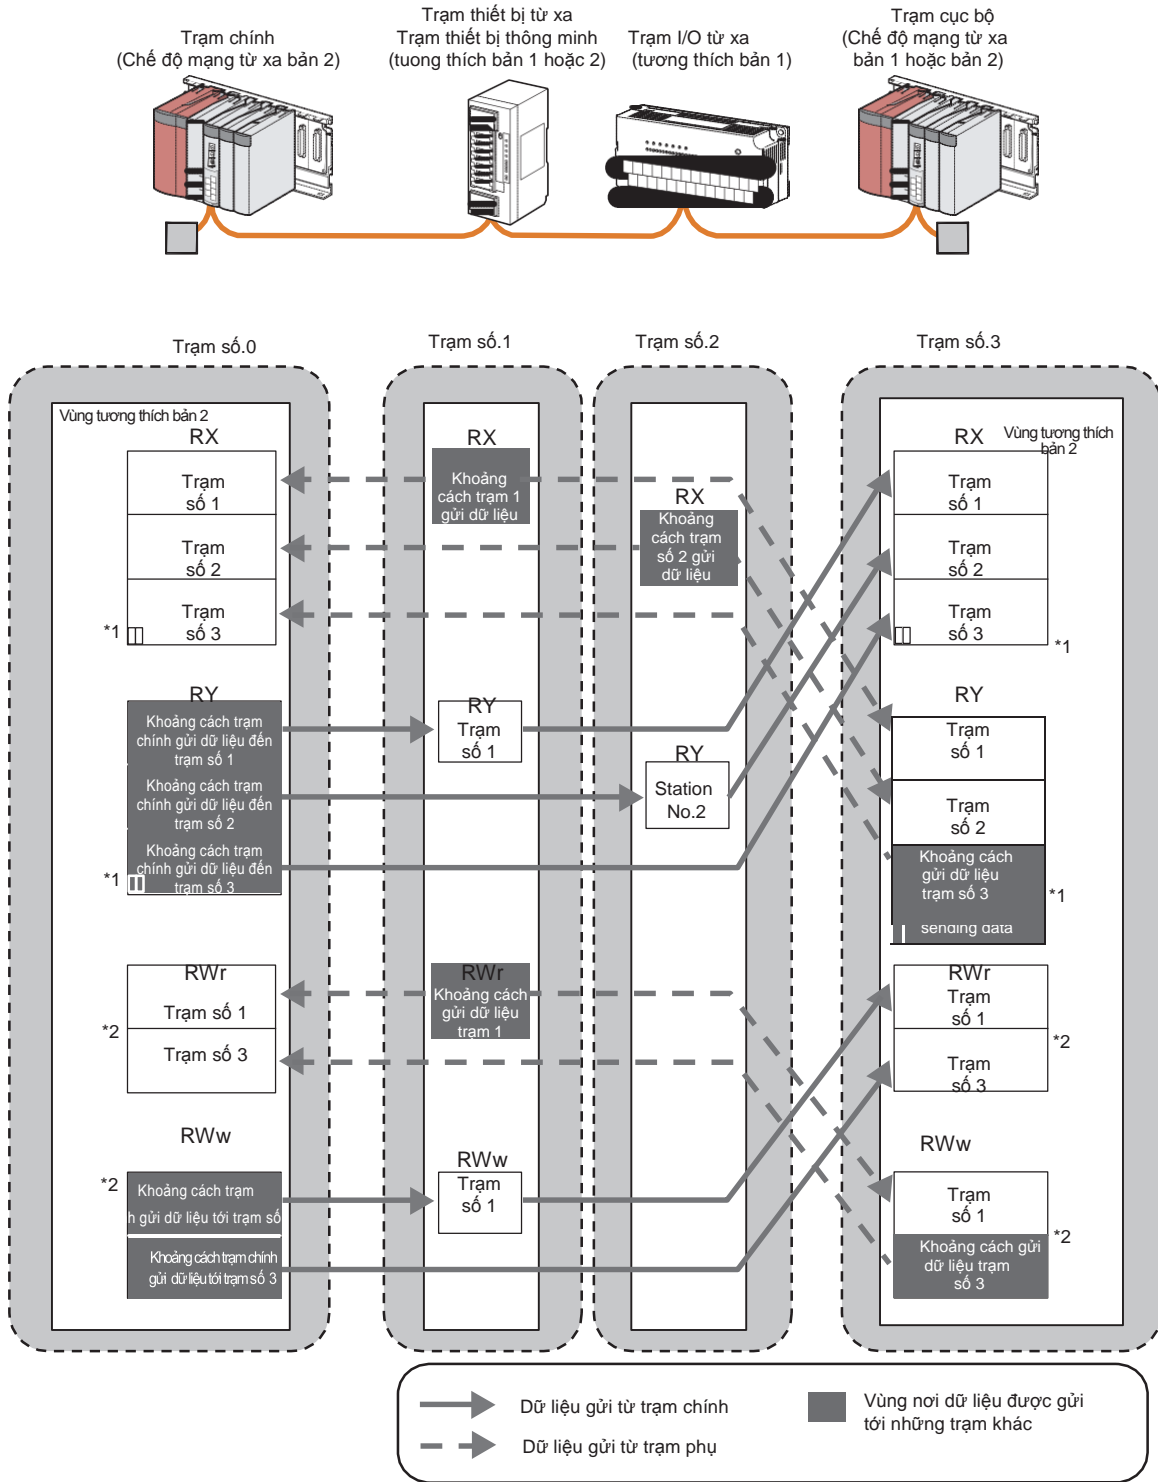 Trạm chính
(Chế độ mạng từ xa bản 2)
Trạm thiết bị từ xa
Trạm thiết bị thông minh
(tuong thích bản 1 hoặc 2)
Trạm I/O từ xa
(tương thích bản 1)
Trạm cục bộ
(Chế độ mạng từ xa
bản 1 hoặc bản 2)
Trạm số.0
Trạm số.1
Trạm số.2
Trạm số.3
Vùng tương thích bản 2
RX
Trạm
số 1
Trạm
số 2
Trạm
số 3
*1
RY
Khoảng cách trạm
chính gửi dữ liệu đến
trạm số 1
Khoảng cách trạm
chính gửi dữ liệu đến
trạm số 2
Khoảng cách trạm
chính gửi dữ liệu đến
trạm số 3
*1
RWr
Trạm số 1
*2
Trạm số 3
RWw
*2
Khoảng cách trạm
h gửi dữ liệu tới trạm số
Khoảng cách trạm chính
gửi dữ liệu tới trạm số 3
RX
Khoảng
cách trạm 1
gửi dữ liệu
RY
Trạm
số 1
RWr
Khoảng cách
gửi dữ liệu
trạm 1
RWw
Trạm
số 1
RX
Khoảng
cách trạm
số 2 gửi
dữ liệu
RY
Station
No.2
RX
Vùng tương thích
bản 2
Trạm
số 1
Trạm
số 2
Trạm
số 3
*1
RY
Trạm
số 1
Trạm
số 2
Khoảng cách
gửi dữ liệu
trạm số 3
*1
sending data
RWr
Trạm
số 1
*2
Trạm
số 3
RWw
Trạm
số 1
*2
Khoảng cách gửi
dữ liệu trạm
số 3
Dữ liệu gửi từ trạm chính
Dữ liệu gửi từ trạm phụ
Vùng nơi dữ liệu được gửi
tới những trạm khác